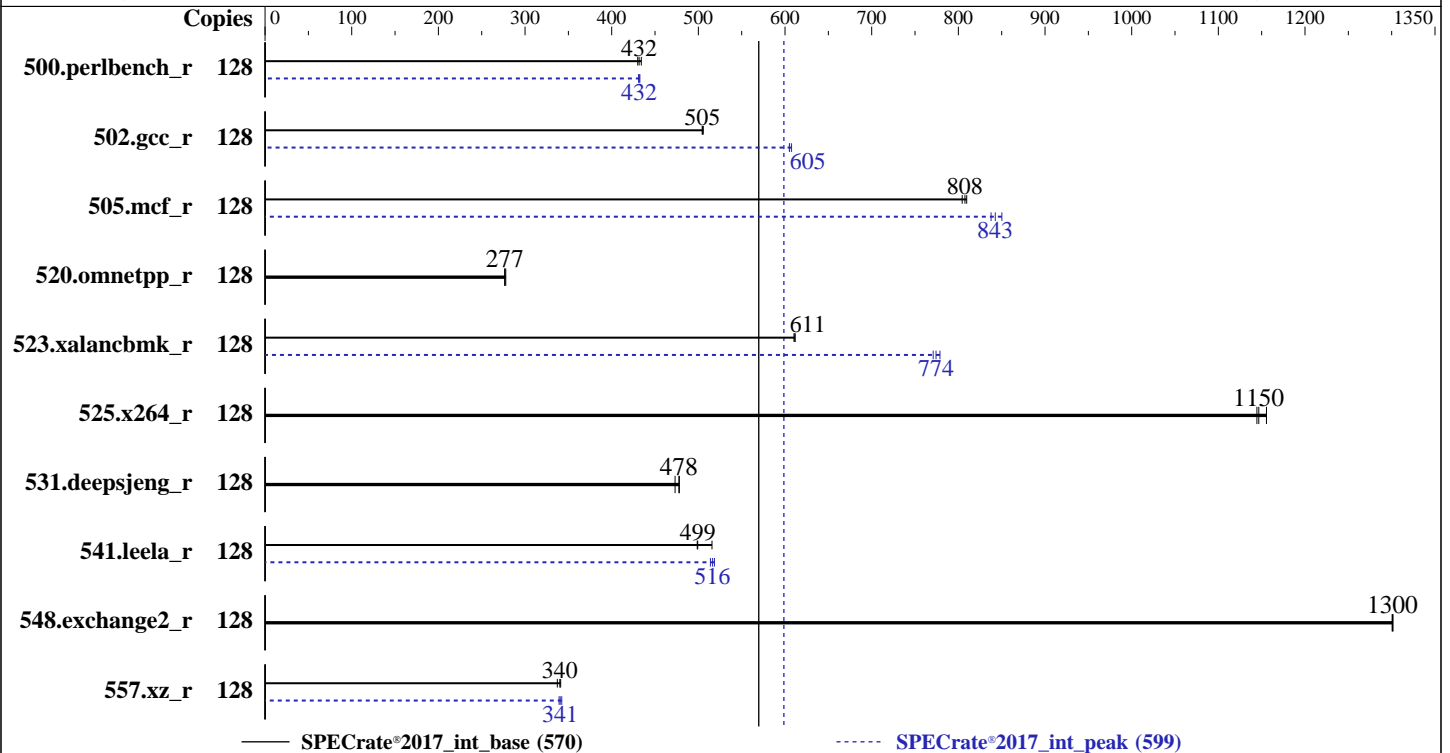 Copies 0 100 200 300 400 500 600 700 800 900 1000 1100 1200 1350
432
500.perlbench_r 128
432
505
502.gcc_r 128
605
808
505.mcf_r 128
843
277
520.omnetpp_r 128
611
523.xalancbmk_r 128
774
1150
525.x264_r 128
478
531.deepsjeng_r 128
499
541.leela_r 128
516
1300
548.exchange2_r 128
340
557.xz_r 128
341
SPECrate®2017_int_base (570) SPECrate®2017_int_peak (599)